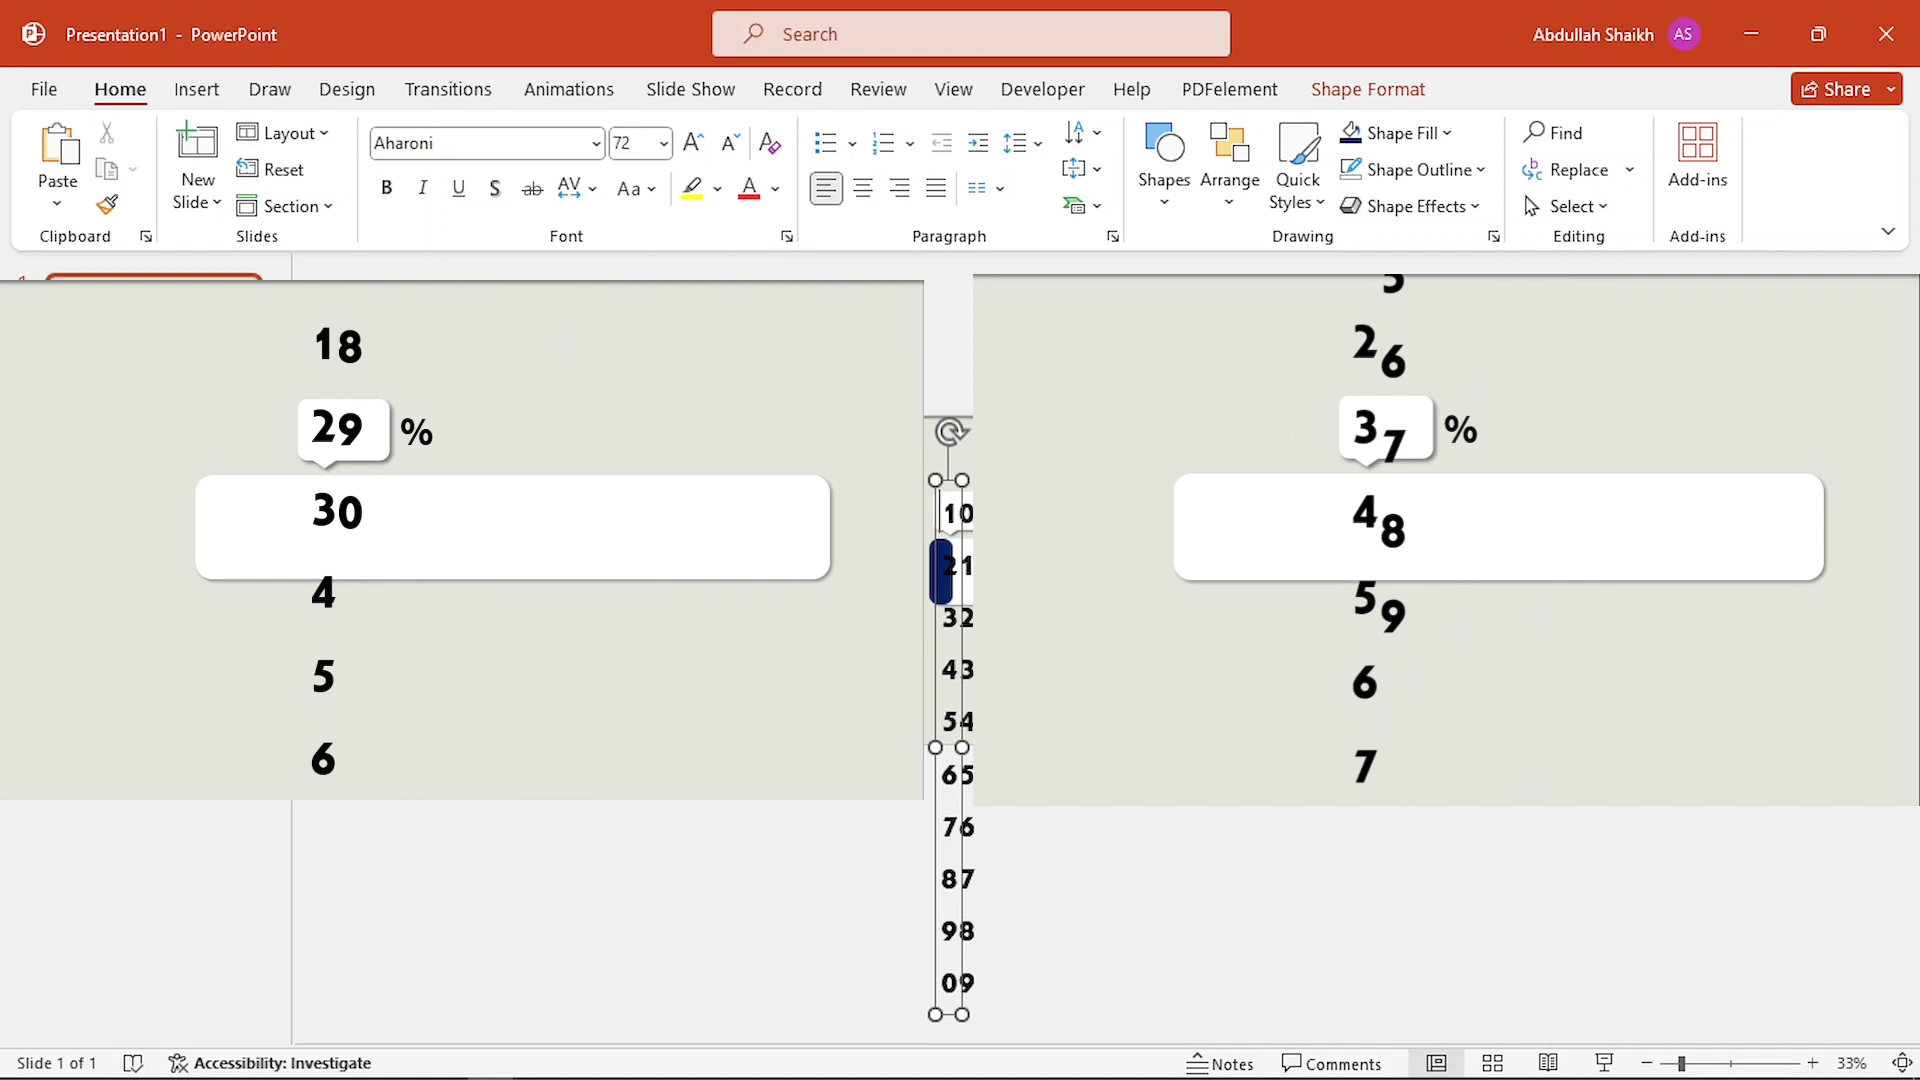 Presentation1 - PowerPoint
Search
Abdullah Shaikh
AS
File
Home
Insert
Draw
Design
Transitions
Animations
Slide Show
Record
Review
View
Developer
Help
PDFelement
Shape Format
Share
Paste
Clipboard
New
Slide
Layout
Reset
Section
Slides
Aharoni
72
B I U S ab AV Aa A
Font
Paragraph
Shapes
Arrange
Quick
Styles
Shape Fill
Shape Outline
Shape Effects
Drawing
Find
Replace
Select
Editing
Add-ins
Add-ins
18
29 %
30
4
5
6
10
21
32
43
54
65
76
87
98
09
26
37 %
48
59
6
7
Slide 1 of 1
Accessibility: Investigate
Notes
Comments
33%